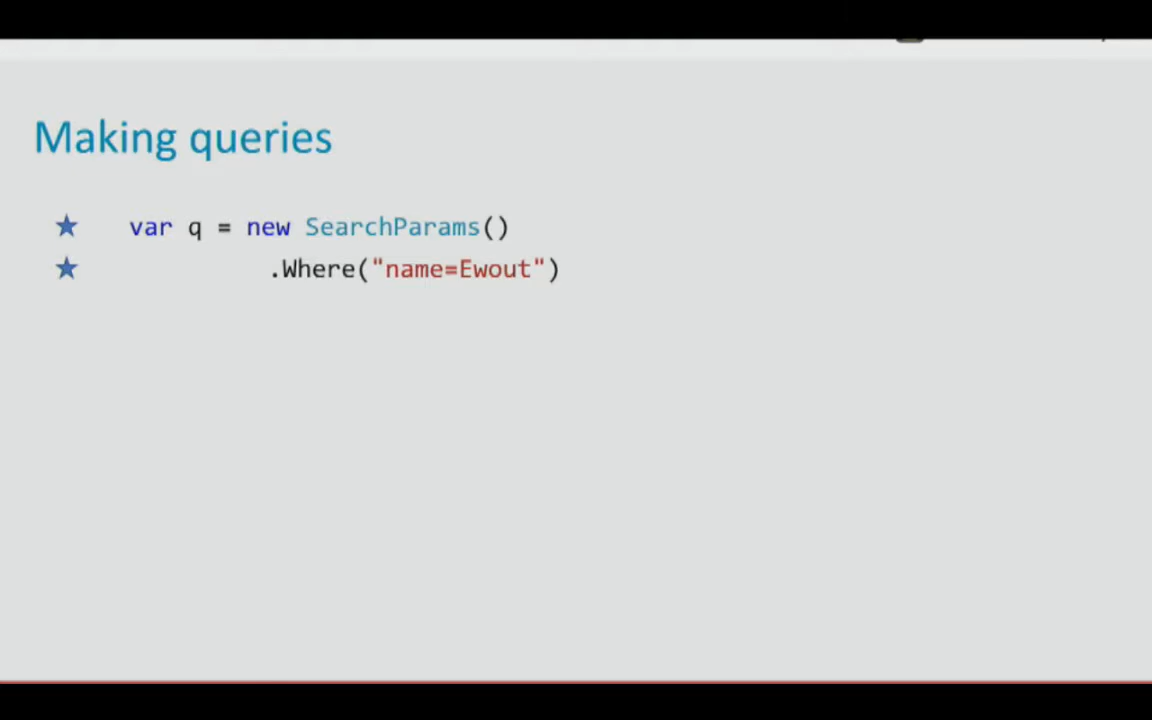 Making queries
var q = new SearchParams()
.Where("name=Ewout")